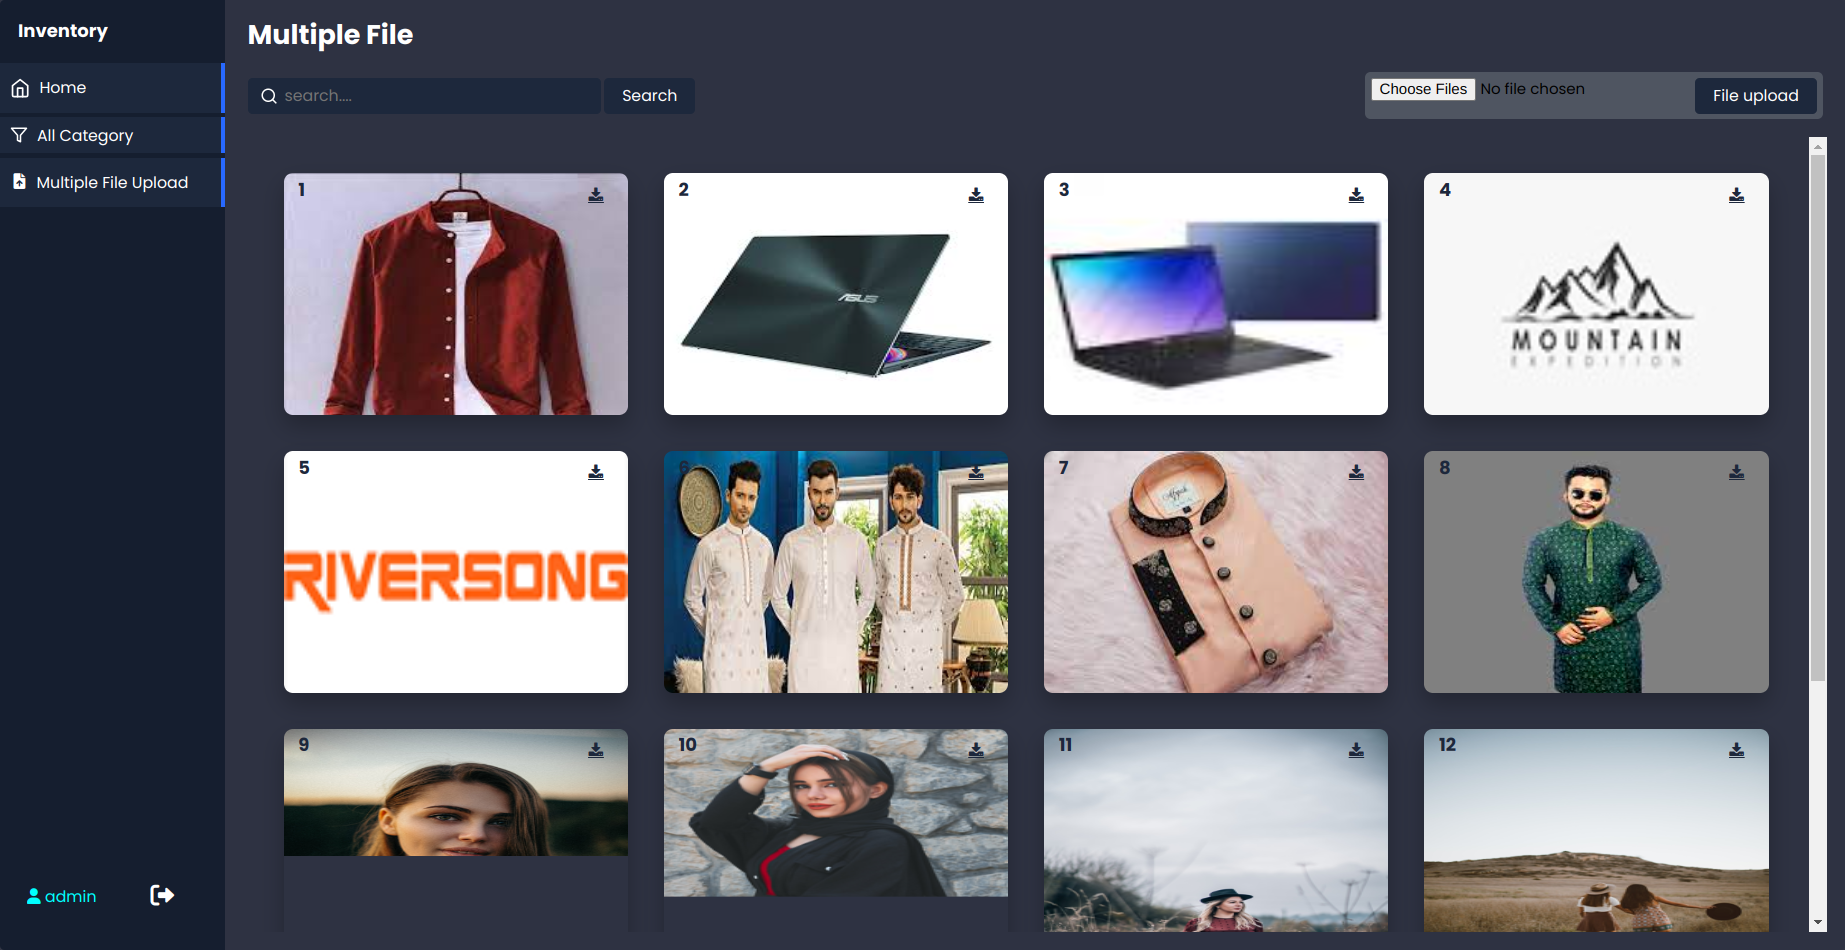 Inventory
Home
All Category
Multiple File Upload
admin
Multiple File
search....
Search
Choose Files No file chosen
File upload
1
2
ASUS
3
4
MOUNTAIN
EXPEDITION
5
RIVERSONG
6
7
8
9
10
11
12